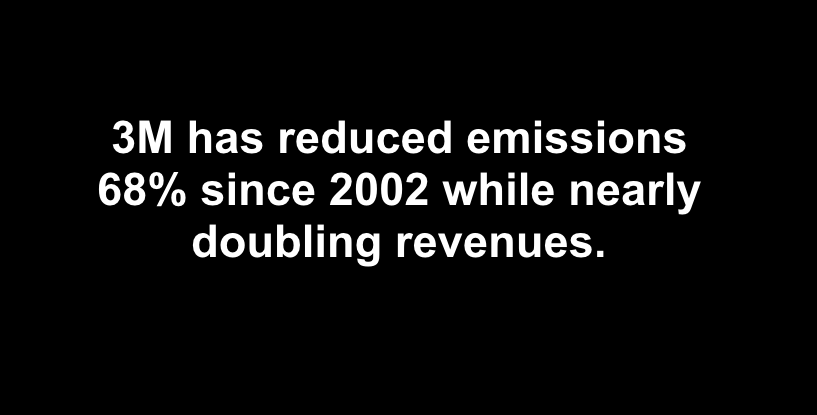 3M has reduced emissions
68% since 2002 while nearly
doubling revenues.